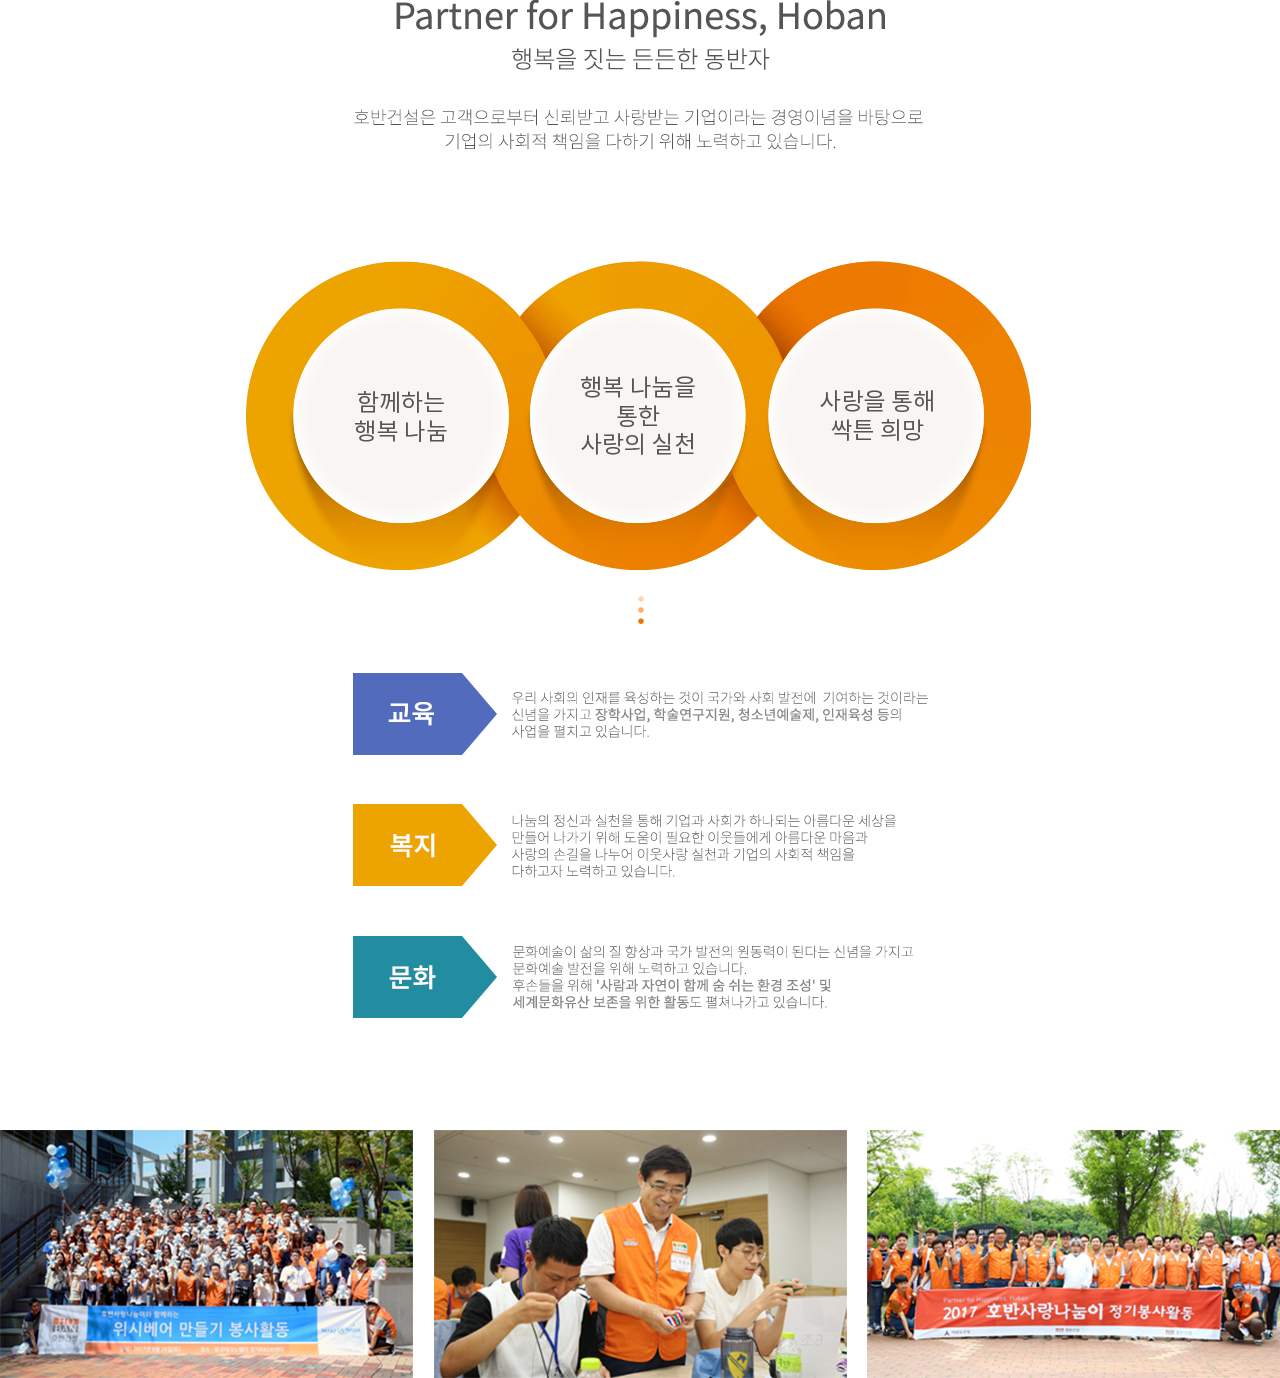 Partner for Happiness, Hoban
행복을 짓는 든든한 동반자
호반건설은 고객으로부터 신뢰받고 사랑받는 기업이라는 경영이념을 바탕으로
기업의 사회적 책임을 다하기 위해 노력하고 있습니다.
함께하는
행복 나눔
행복 나눔을
통한
사랑의 실천
사랑을 통해
싹튼 희망
교육
우리 사회의 인재를 육성하는 것이 국가와 사회 발전에 기여하는 것이라는
신념을 가지고 장학사업, 학술연구지원, 청소년예술제, 인재육성 등의
사업을 펼치고 있습니다.
복지
나눔의 정신과 실천을 통해 기업과 사회가 하나되는 아름다운 세상을
만들어 나가기 위해 도움이 필요한 이웃들에게 아름다운 마음과
사랑의 손길을 나누어 이웃사랑 실천과 기업의 사회적 책임을
다하고자 노력하고 있습니다.
문화
문화예술이 삶의 질 향상과 국가 발전의 원동력이 된다는 신념을 가지고
문화예술 발전을 위해 노력하고 있습니다.
후손들을 위해 '사람과 자연이 함께 숨 쉬는 환경 조성' 및
세계문화유산 보존을 위한 활동도 펼쳐나가고 있습니다.
호반사랑나눔이와 함께하는
위시베어 만들기 봉사활동
Partner for Happiness, Hoban
2017 호반사랑나눔이 정기봉사활동